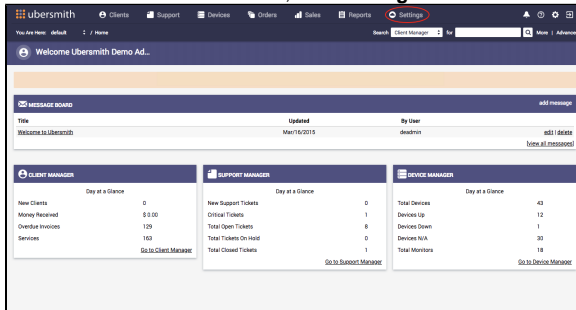 ubersmith Clients Support Devices Orders Sales Reports Settings
You Are Here: default / Home Search Client Manager for More | Advance
Welcome Ubersmith Demo Ad...
MESSAGE BOARD add message
Title Updated By User
Welcome to Ubersmith Mar/16/2015 deadmin edit | delete
[view all messages]
CLIENT MANAGER
Day at a Glance
New Clients 0
Money Received $ 0.00
Overdue Invoices 129
Services 163
Go to Client Manager
SUPPORT MANAGER
Day at a Glance
New Support Tickets 0
Critical Tickets 1
Total Open Tickets 8
Total Tickets On Hold 0
Total Closed Tickets 1
Go to Support Manager
DEVICE MANAGER
Day at a Glance
Total Devices 43
Devices Up 12
Devices Down 1
Devices N/A 30
Total Monitors 18
Go to Device Manager